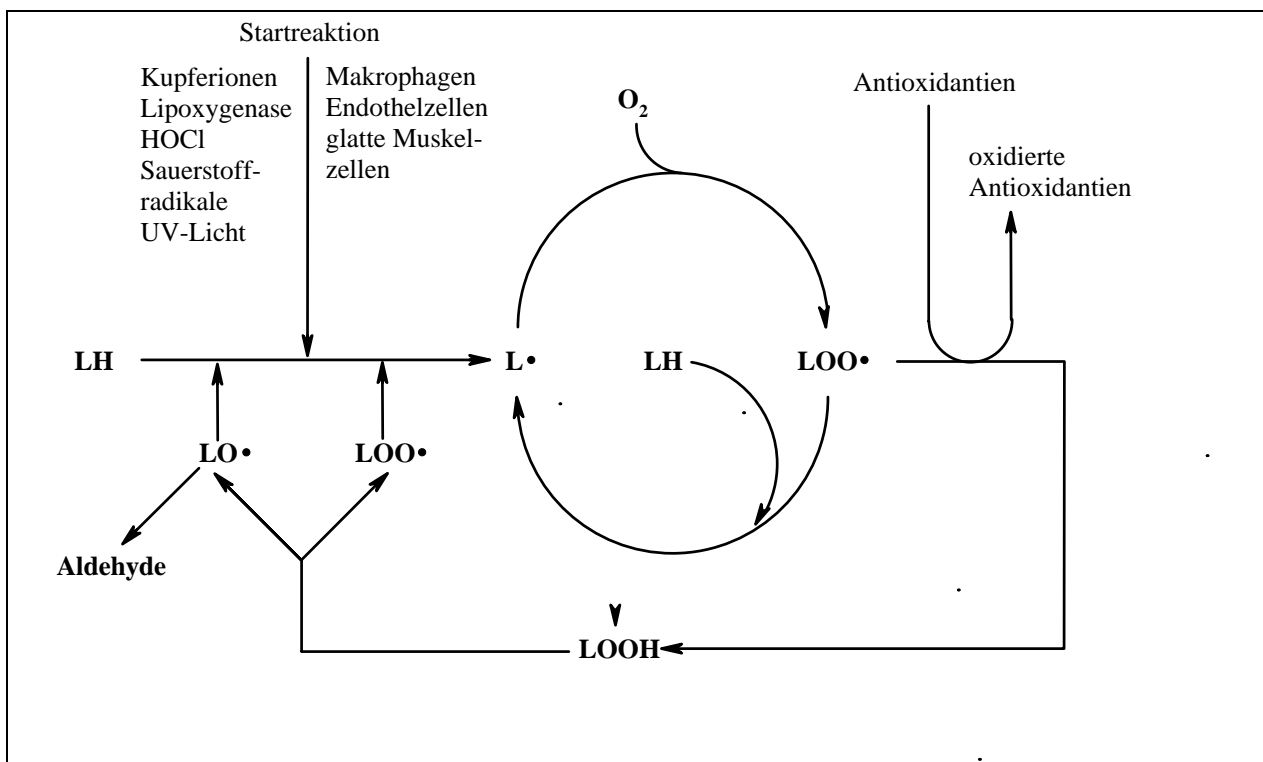 Startreaktion
Kupferionen
Lipoxygenase
HOCl
Sauerstoff-
radikale
UV-Licht
Makrophagen
Endothelzellen
glatte Muskel-
zellen
O₂
Antioxidantien
oxidierte
Antioxidantien
LH
L•
LH
LOO•
LO•
LOO•
Aldehyde
LOOH